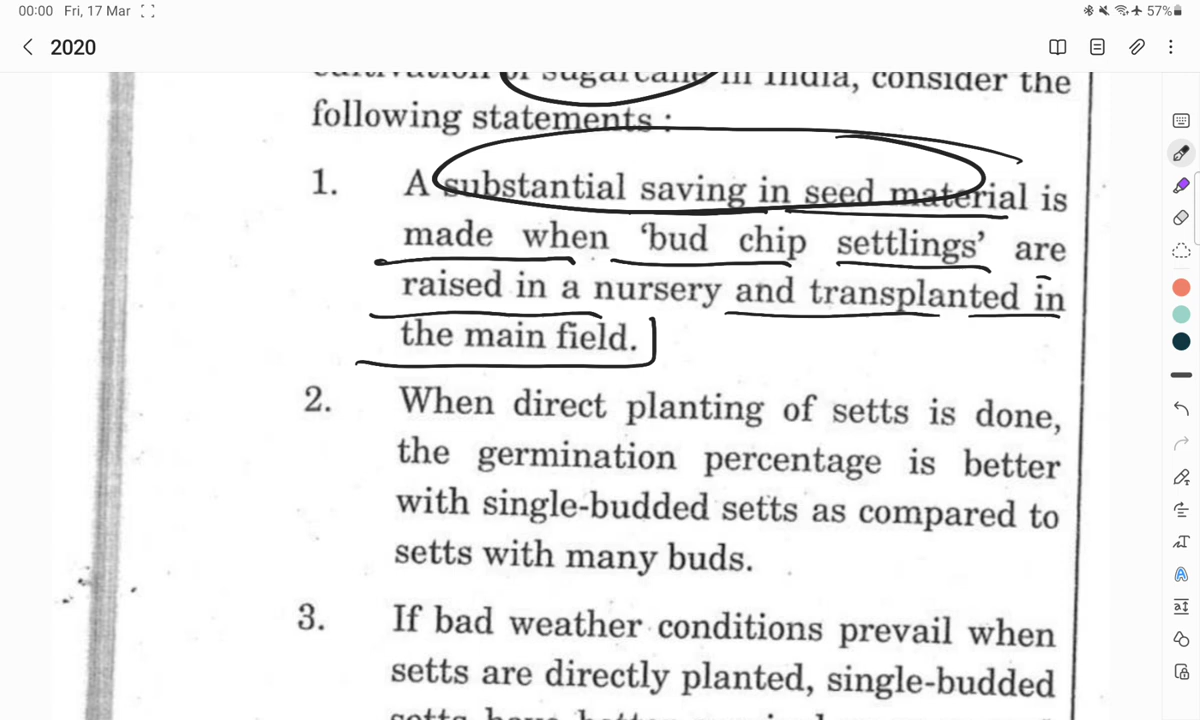 00:00 Fri, 17 Mar
57%
2020
of sugarcane in India, consider the
following statements :
1. A substantial saving in seed material is
made when ‘bud chip settlings’ are
raised in a nursery and transplanted in
the main field.
2. When direct planting of setts is done,
the germination percentage is better
with single-budded setts as compared to
setts with many buds.
3. If bad weather conditions prevail when
setts are directly planted, single-budded